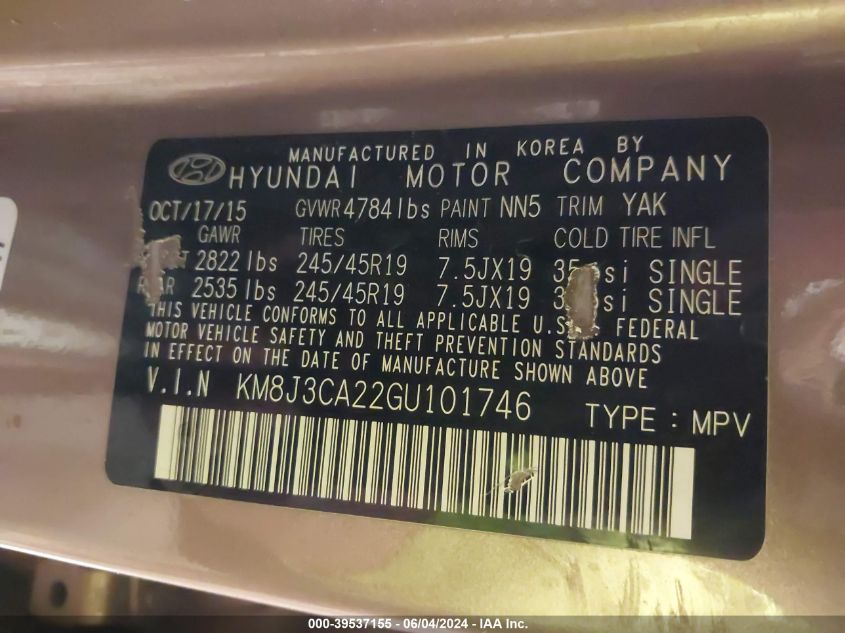 MANUFACTURED IN KOREA BY
HYUNDAI MOTOR COMPANY
OCT/17/15 GVWR 4784 lbs PAINT NN5 TRIM YAK
GAWR TIRES RIMS COLD TIRE INFL
2822 lbs 245/45R19 7.5JX19 SINGLE
2535 lbs 245/45R19 7.5JX19 SINGLE
THIS VEHICLE CONFORMS TO ALL APPLICABLE FEDERAL
MOTOR VEHICLE SAFETY AND THEFT PREVENTION STANDARDS
IN EFFECT ON THE DATE OF MANUFACTURE SHOWN ABOVE
V.I.N KM8J3CA22GU101746 TYPE : MPV
000-39537155 - 06/04/2024 - IAA Inc.